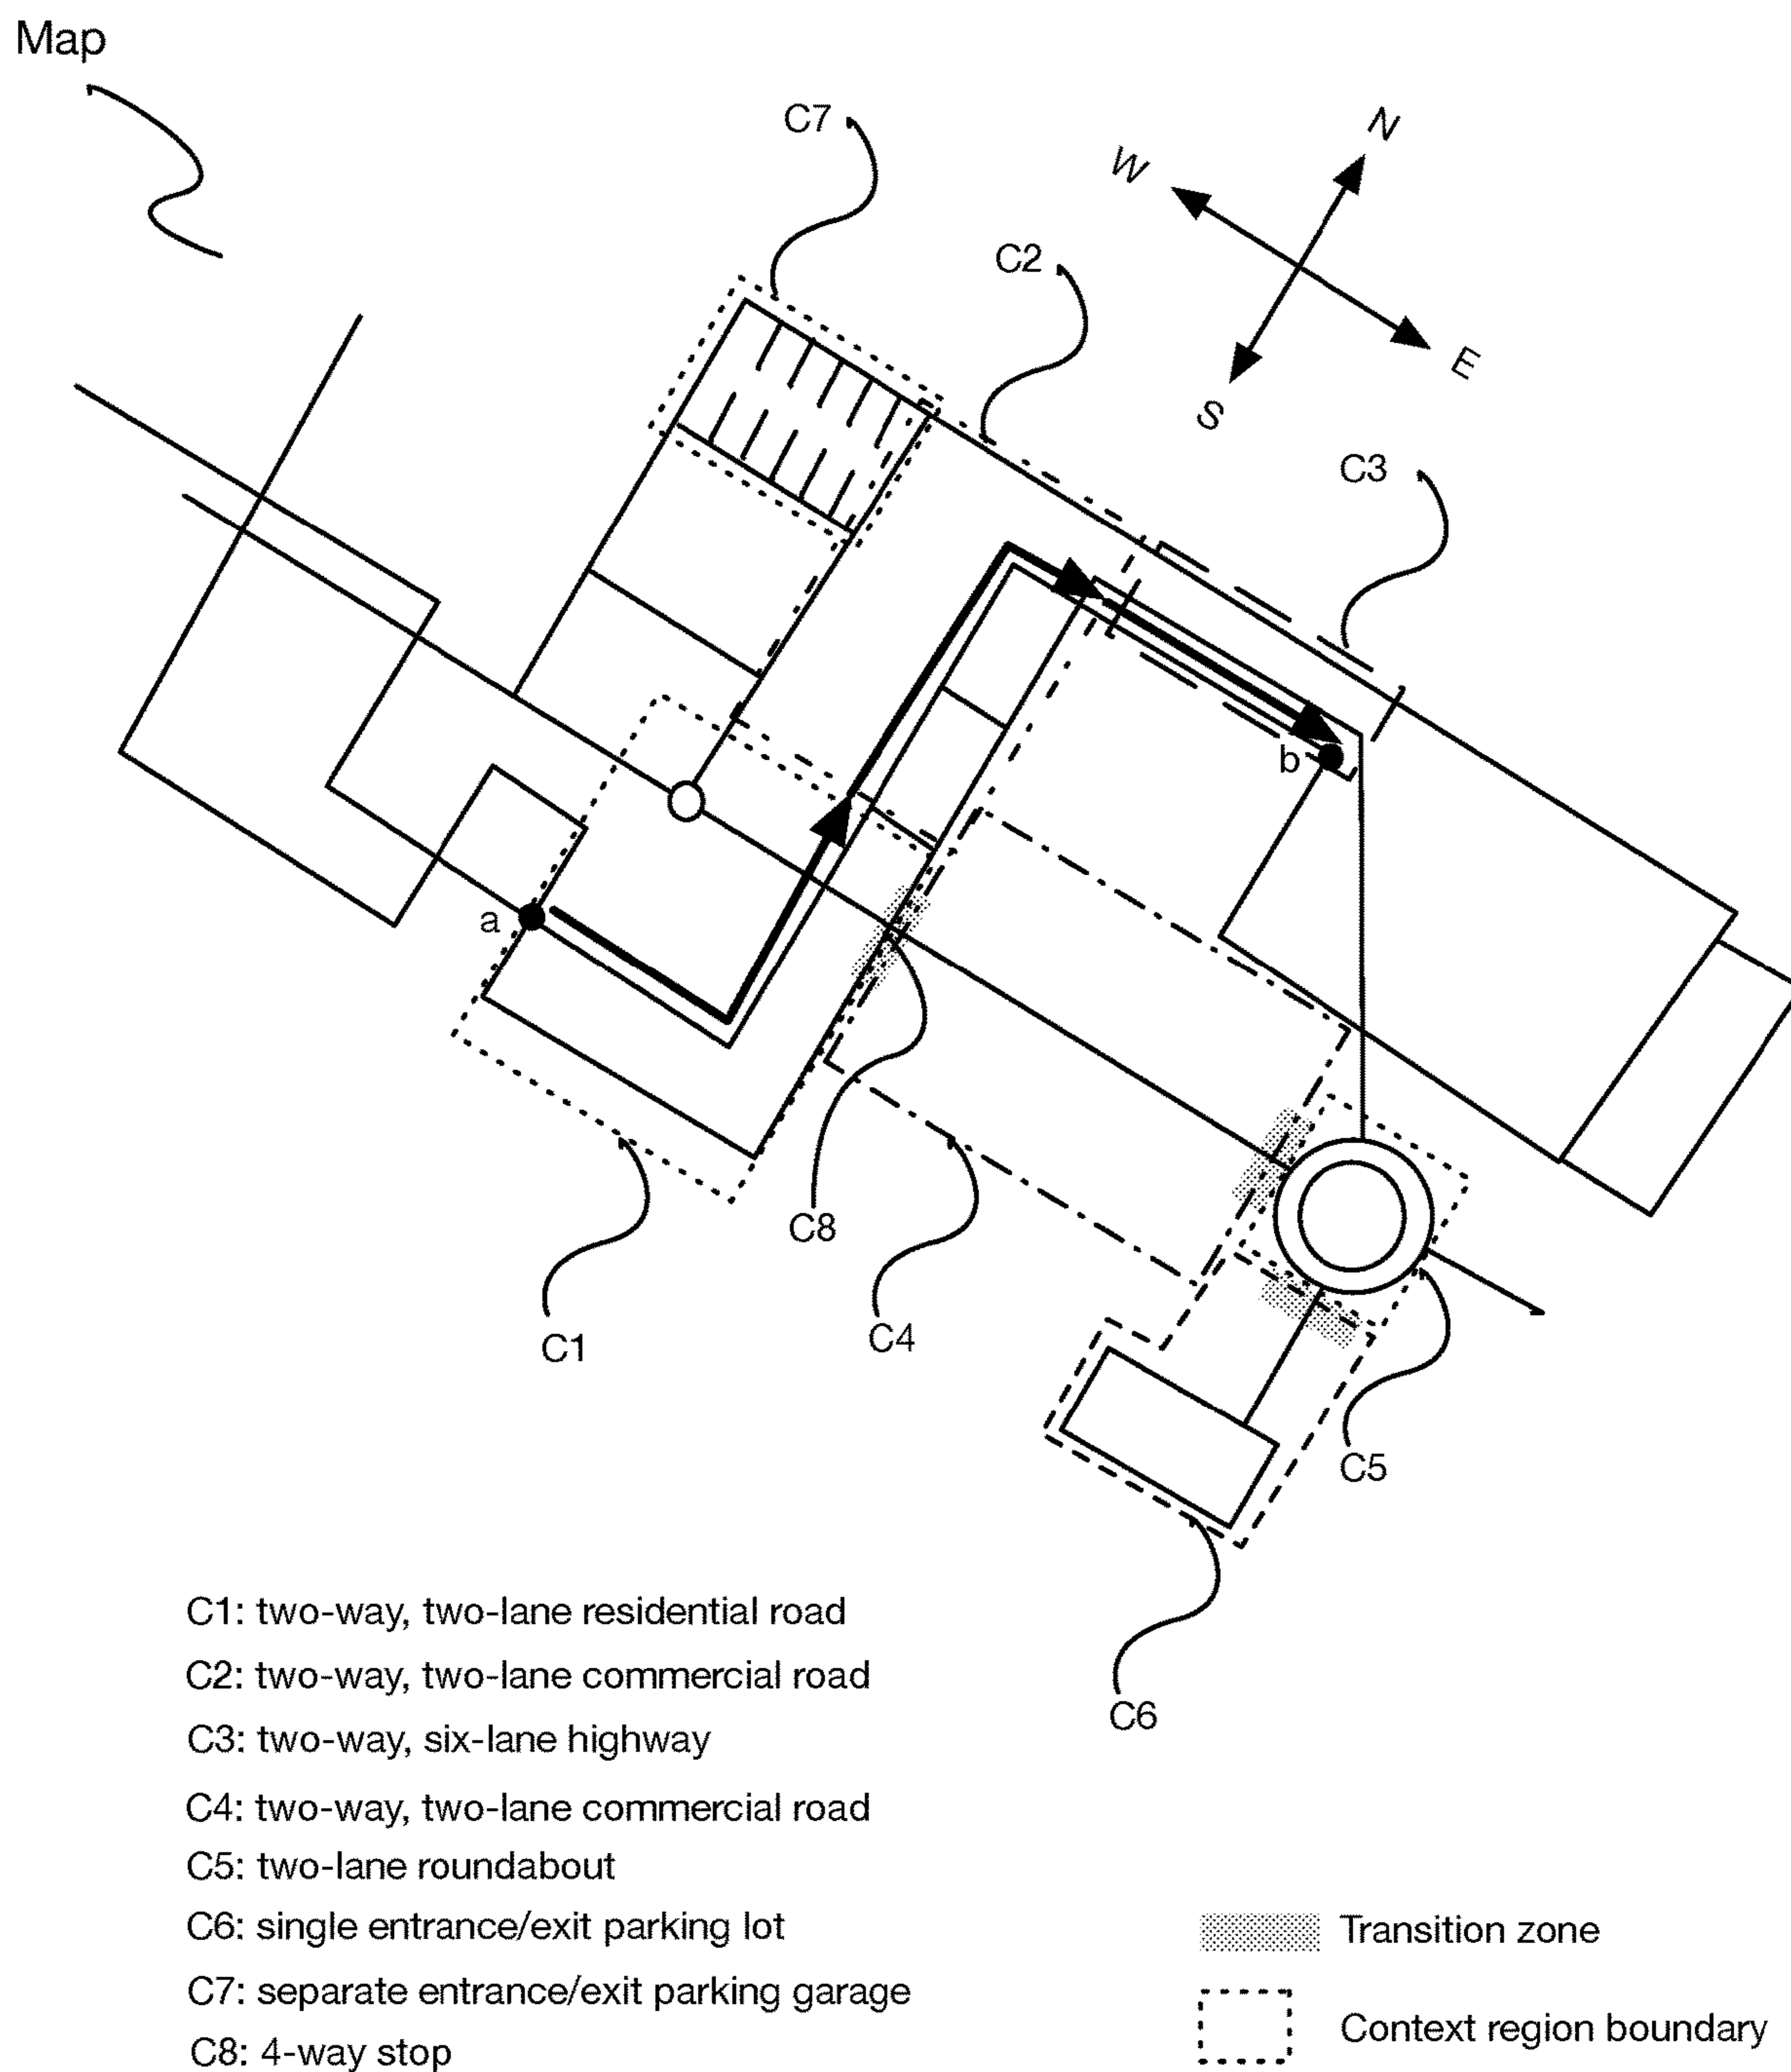 Map
C7
N
W
C2
E
S
C3
b
a
C8
C1
C4
C5
C6
C1: two-way, two-lane residential road
C2: two-way, two-lane commercial road
C3: two-way, six-lane highway
C4: two-way, two-lane commercial road
C5: two-lane roundabout
C6: single entrance/exit parking lot
C7: separate entrance/exit parking garage
C8: 4-way stop
Transition zone
Context region boundary